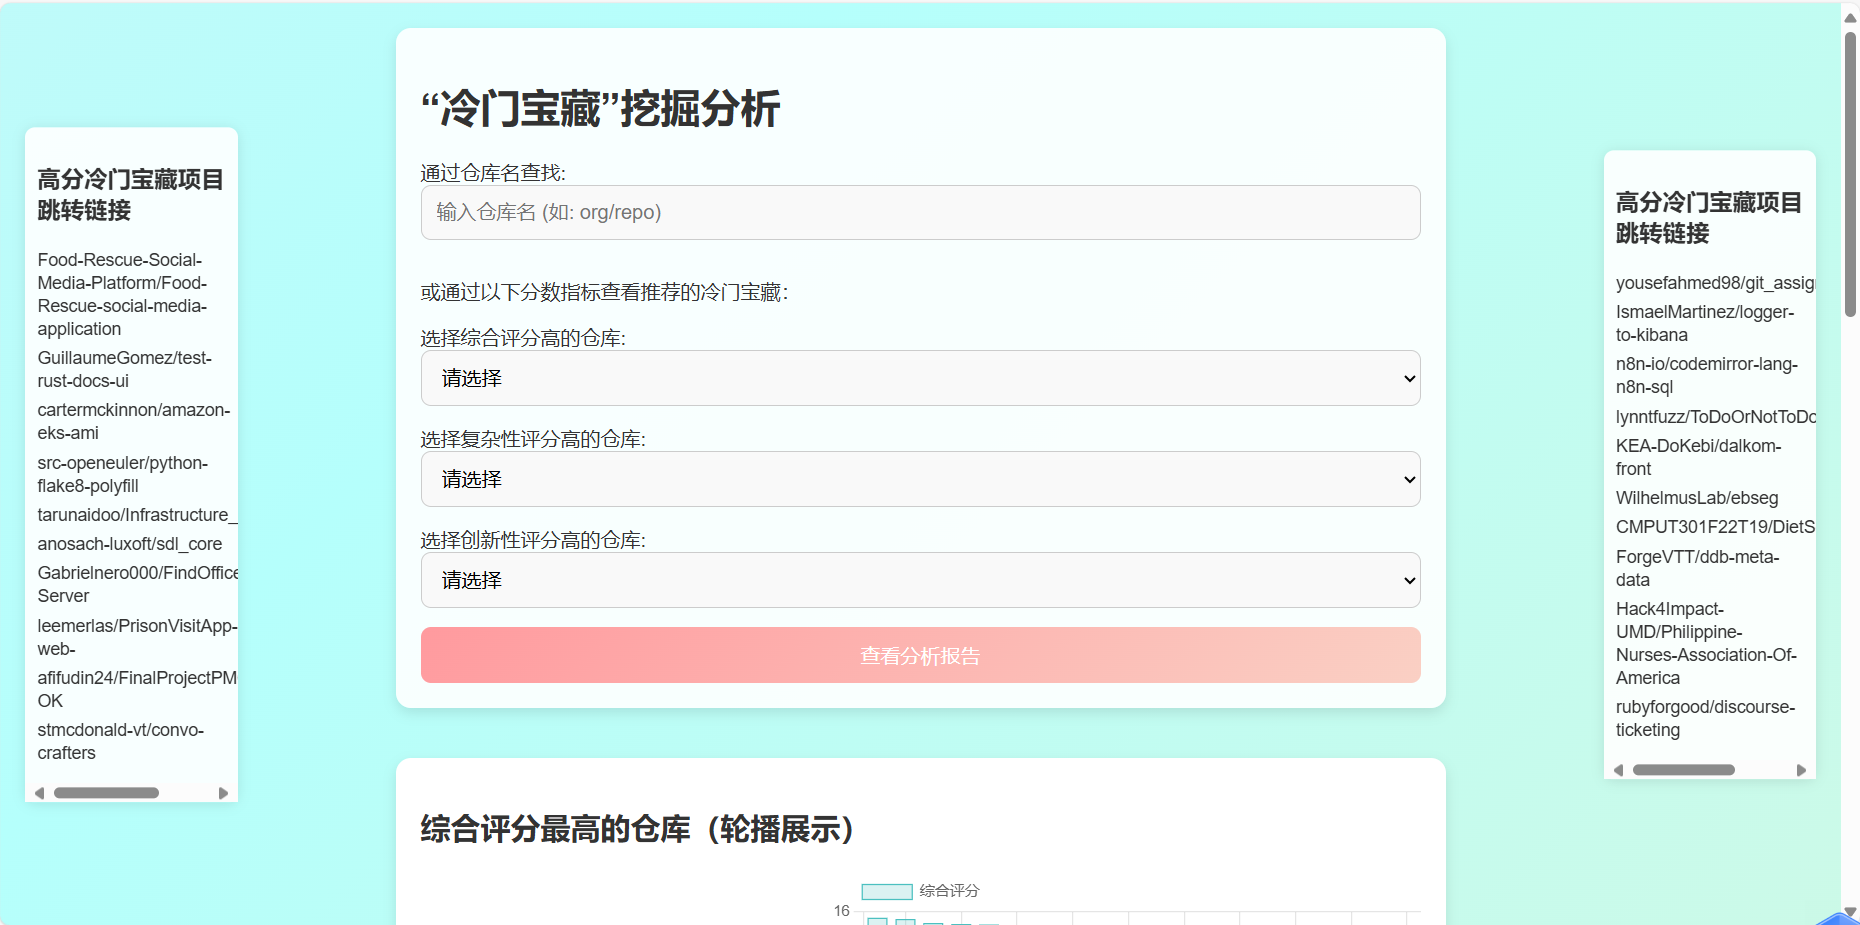 “冷门宝藏”挖掘分析
通过仓库名查找:
输入仓库名 (如: org/repo)
或通过以下分数指标查看推荐的冷门宝藏：
选择综合评分高的仓库:
请选择
选择复杂性评分高的仓库:
请选择
选择创新性评分高的仓库:
请选择
查看分析报告
高分冷门宝藏项目
跳转链接
Food-Rescue-Social-
Media-Platform/Food-
Rescue-social-media-
application
GuillaumeGomez/test-
rust-docs-ui
cartermckinnon/amazon-
eks-ami
src-openeuler/python-
flake8-polyfill
tarunaidoo/Infrastructure_
anosach-luxoft/sdl_core
Gabrielnero000/FindOffice
Server
leemerlas/PrisonVisitApp-
web-
afifudin24/FinalProjectPM
OK
stmcdonald-vt/convo-
crafters
高分冷门宝藏项目
跳转链接
yousefahmed98/git_assig
IsmaelMartinez/logger-
to-kibana
n8n-io/codemirror-lang-
n8n-sql
lynntfuzz/ToDoOrNotToDo
KEA-DoKebi/dalkom-
front
WilhelmusLab/ebseg
CMPUT301F22T19/DietS
ForgeVTT/ddb-meta-
data
Hack4Impact-
UMD/Philippine-
Nurses-Association-Of-
America
rubyforgood/discourse-
ticketing
综合评分最高的仓库（轮播展示）
综合评分
16